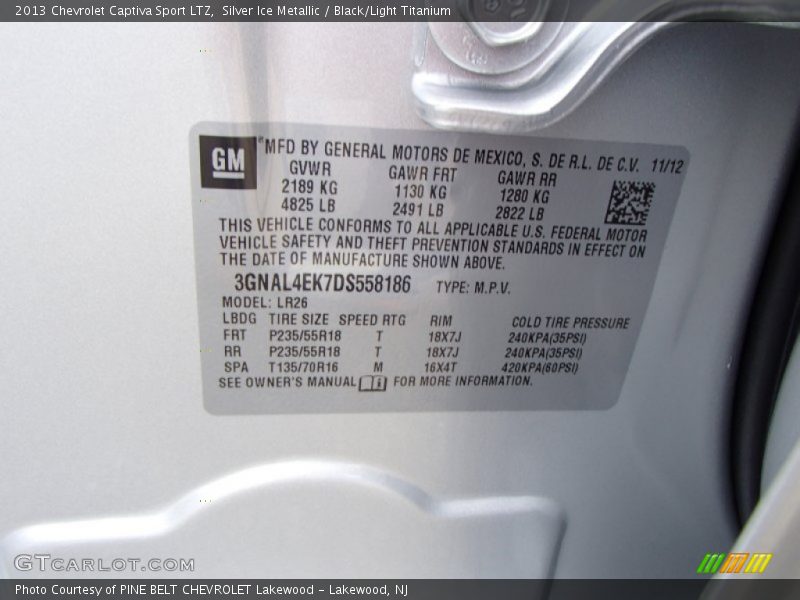 2013 Chevrolet Captiva Sport LTZ, Silver Ice Metallic / Black/Light Titanium
GM
*MFD BY GENERAL MOTORS DE MEXICO, S. DE R.L. DE C.V. 11/12
GVWR GAWR FRT GAWR RR
2189 KG 1130 KG 1280 KG
4825 LB 2491 LB 2822 LB
THIS VEHICLE CONFORMS TO ALL APPLICABLE U.S. FEDERAL MOTOR
VEHICLE SAFETY AND THEFT PREVENTION STANDARDS IN EFFECT ON
THE DATE OF MANUFACTURE SHOWN ABOVE.
3GNAL4EK7DS558186 TYPE: M.P.V.
MODEL: LR26
LBDG TIRE SIZE SPEED RTG RIM COLD TIRE PRESSURE
FRT P235/55R18 T 18X7J 240KPA(35PSI)
RR P235/55R18 T 18X7J 240KPA(35PSI)
SPA T135/70R16 M 16X4T 420KPA(60PSI)
SEE OWNER'S MANUAL FOR MORE INFORMATION.
GTCARLOT.COM
Photo Courtesy of PINE BELT CHEVROLET Lakewood - Lakewood, NJ